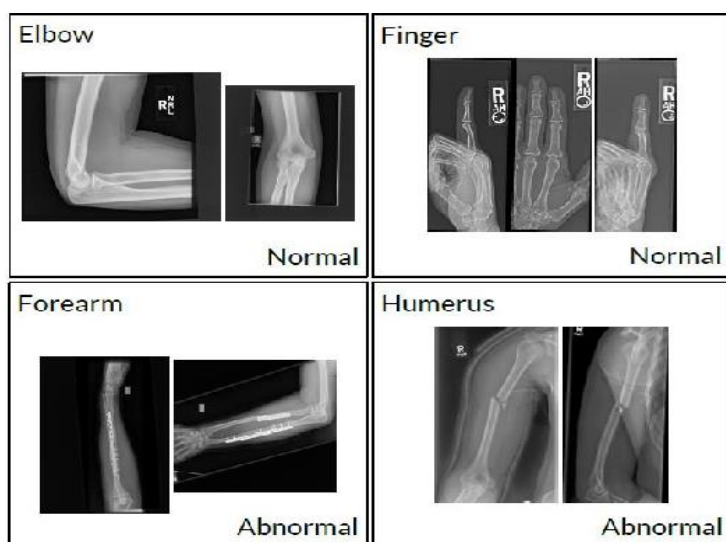 Elbow
R
Normal
Finger
R
R
R
Normal
Forearm
Abnormal
Humerus
R
R
Abnormal